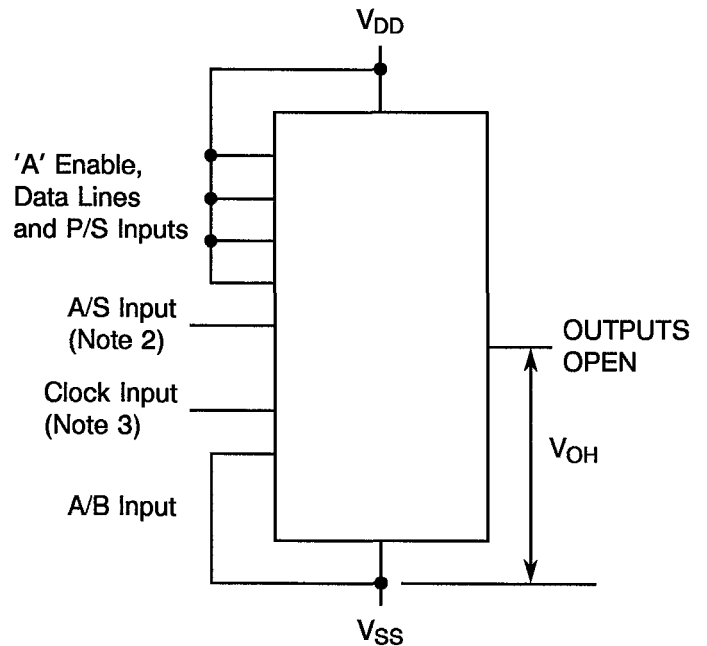 VDD
'A' Enable,
Data Lines
and P/S Inputs
A/S Input
(Note 2)
OUTPUTS
OPEN
Clock Input
(Note 3)
VOH
A/B Input
VSS